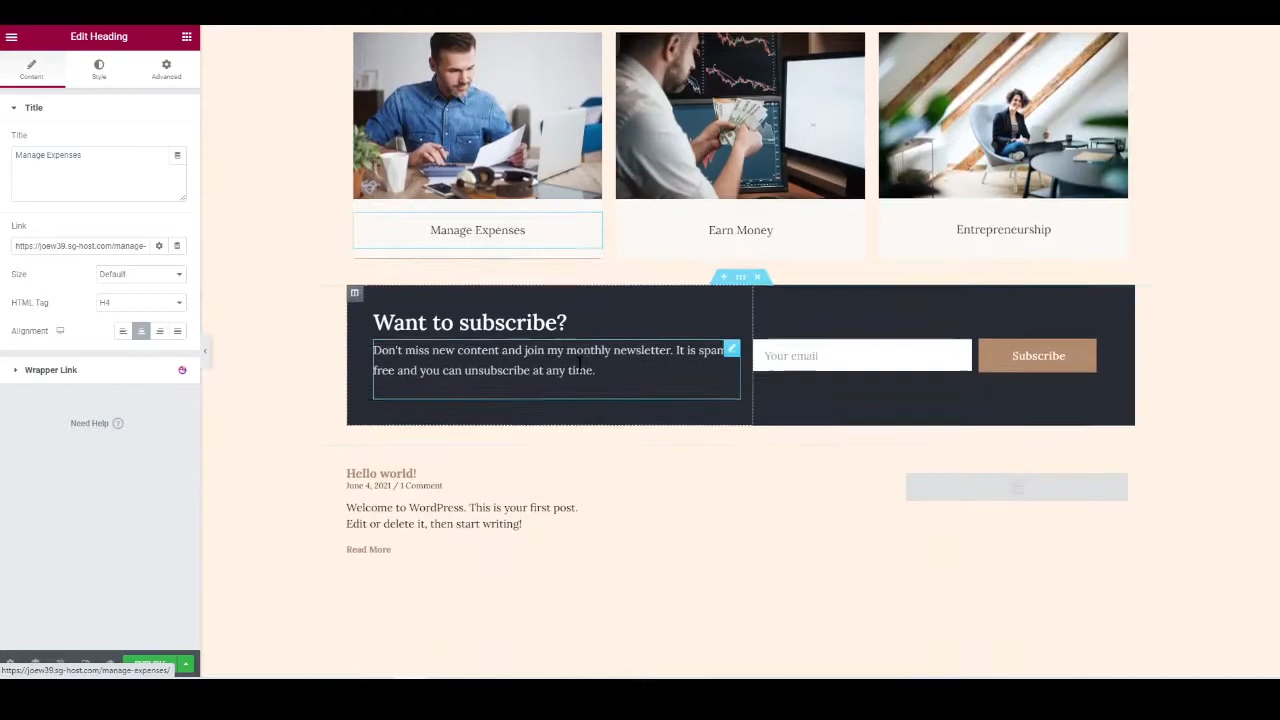 Edit Heading
Content
Style
Advanced
Title
Title
Manage Expenses
Link
https://joew39.sg-host.com/manage-
Size
Default
HTML Tag
H4
Alignment
Wrapper Link
Need Help
https://joew39.sg-host.com/manage-expenses/
Manage Expenses
Earn Money
Entrepreneurship
Want to subscribe?
Don't miss new content and join my monthly newsletter. It is spam
free and you can unsubscribe at any time.
Your email
Subscribe
Hello world!
June 4, 2021 / 1 Comment
Welcome to WordPress. This is your first post.
Edit or delete it, then start writing!
Read More